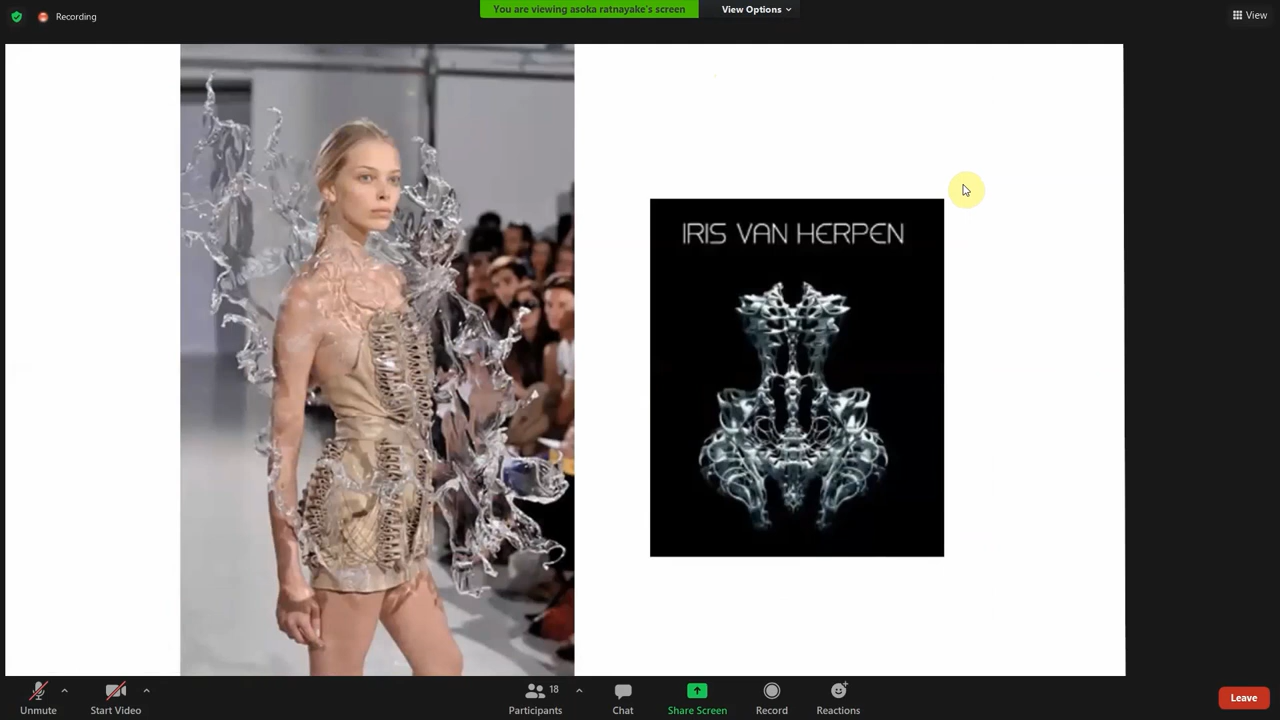 Recording
You are viewing asoka ratnayake's screen
View Options
View
IRIS VAN HERPEN
Unmute
Start Video
18
Participants
Chat
Share Screen
Record
Reactions
Leave